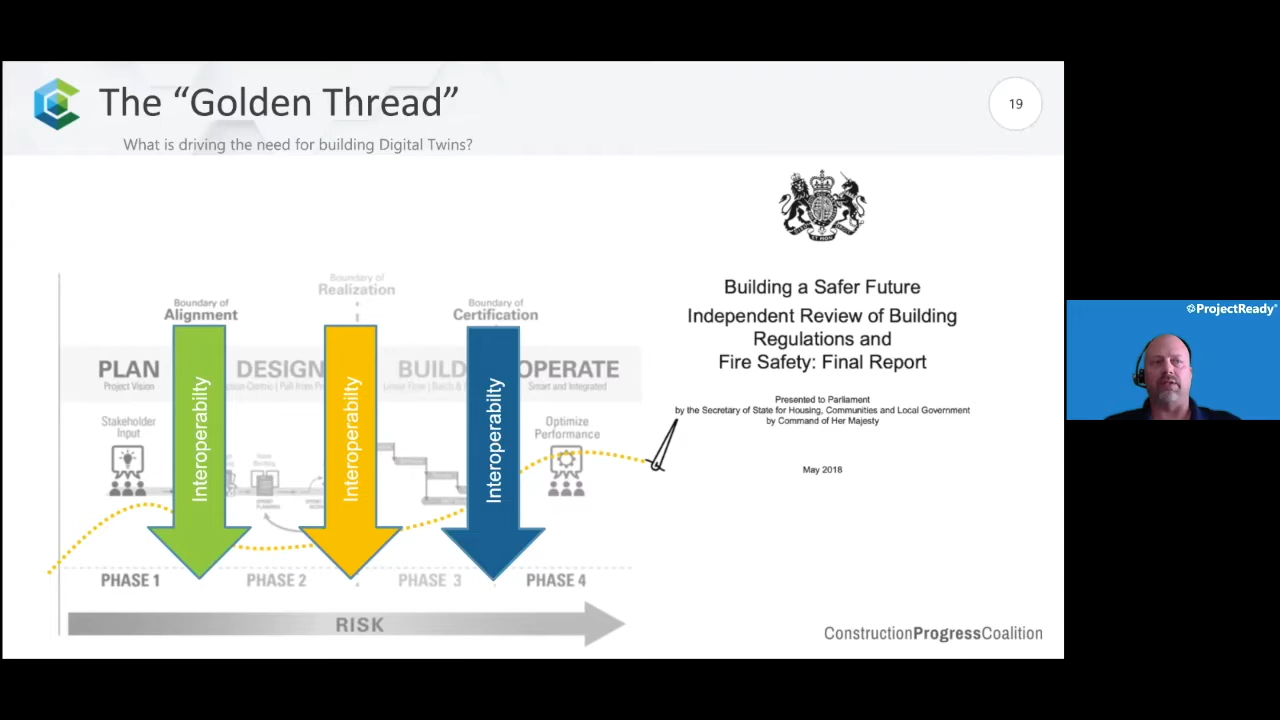 The “Golden Thread”
19
What is driving the need for building Digital Twins?
Boundary of
Realization
Boundary of
Alignment
Boundary of
Certification
PLAN
Project Vision
DESIGN
BUILD
OPERATE
Smart and Integrated
Stakeholder
Input
Optimize
Performance
Interoperabilty
Interoperabilty
Interoperabilty
PHASE 1
PHASE 2
PHASE 3
PHASE 4
RISK
Building a Safer Future
Independent Review of Building
Regulations and
Fire Safety: Final Report
Presented to Parliament
by the Secretary of State for Housing, Communities and Local Government
by Command of Her Majesty
May 2018
ConstructionProgressCoalition
ProjectReady